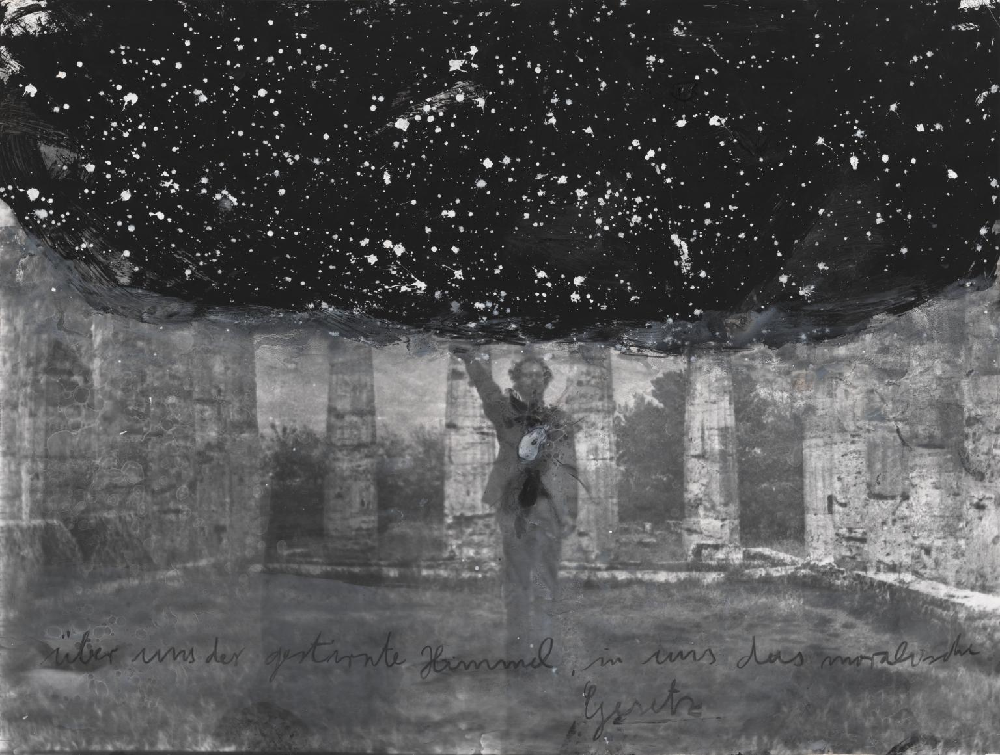 über uns der gestirnte Himmel, in uns das moralische
Gesetz